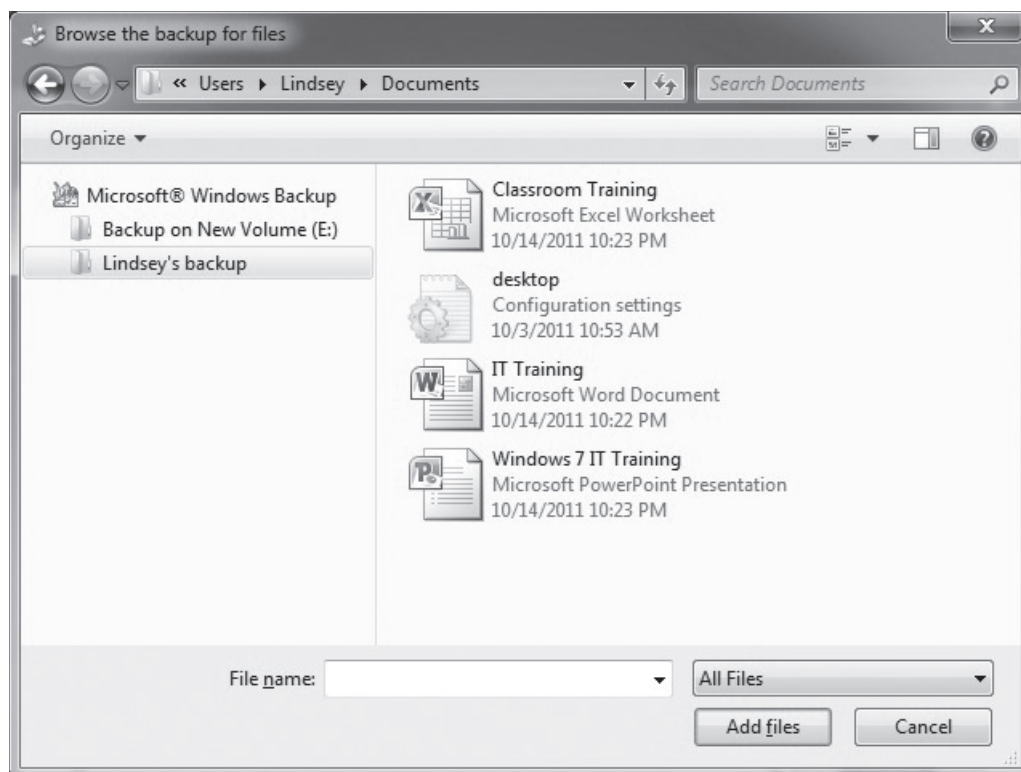 Browse the backup for files
« Users ▸ Lindsey ▸ Documents
Search Documents
Organize
Microsoft® Windows Backup
Backup on New Volume (E:)
Lindsey's backup
Classroom Training
Microsoft Excel Worksheet
10/14/2011 10:23 PM
desktop
Configuration settings
10/3/2011 10:53 AM
IT Training
Microsoft Word Document
10/14/2011 10:22 PM
Windows 7 IT Training
Microsoft PowerPoint Presentation
10/14/2011 10:23 PM
File name:
All Files
Add files
Cancel